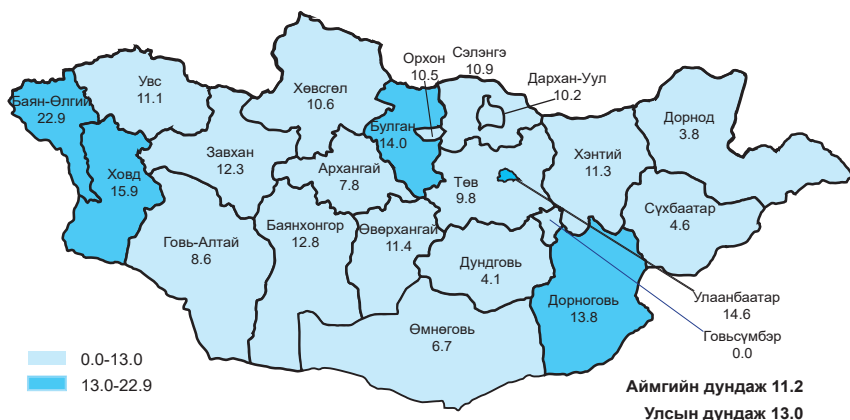 Орхон
10.5
Сэлэнгэ
10.9
Дархан-Уул
10.2
Увс
11.1
Хөвсгөл
10.6
Баян-Өлгий
22.9
Булган
14.0
Дорнод
3.8
Ховд
15.9
Завхан
12.3
Архангай
7.8
Төв
9.8
Хэнтий
11.3
Сүхбаатар
4.6
Говь-Алтай
8.6
Баянхонгор
12.8
Өвөрхангай
11.4
Дундговь
4.1
Дорноговь
13.8
Улаанбаатар
14.6
Говьсүмбэр
0.0
Өмнөговь
6.7
0.0-13.0
13.0-22.9
Аймгийн дундаж 11.2
Улсын дундаж 13.0